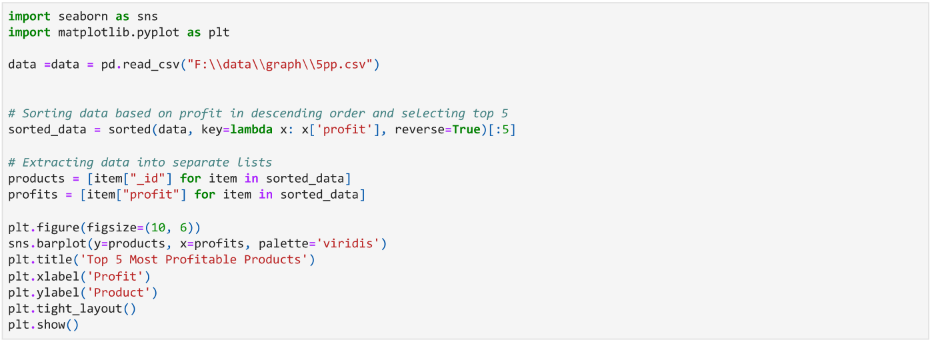 import seaborn as sns
import matplotlib.pyplot as plt
data =data = pd.read_csv("F:\\data\\graph\\5pp.csv")
# Sorting data based on profit in descending order and selecting top 5
sorted_data = sorted(data, key=lambda x: x['profit'], reverse=True)[:5]
# Extracting data into separate lists
products = [item["_id"] for item in sorted_data]
profits = [item["profit"] for item in sorted_data]
plt.figure(figsize=(10, 6))
sns.barplot(y=products, x=profits, palette='viridis')
plt.title('Top 5 Most Profitable Products')
plt.xlabel('Profit')
plt.ylabel('Product')
plt.tight_layout()
plt.show()